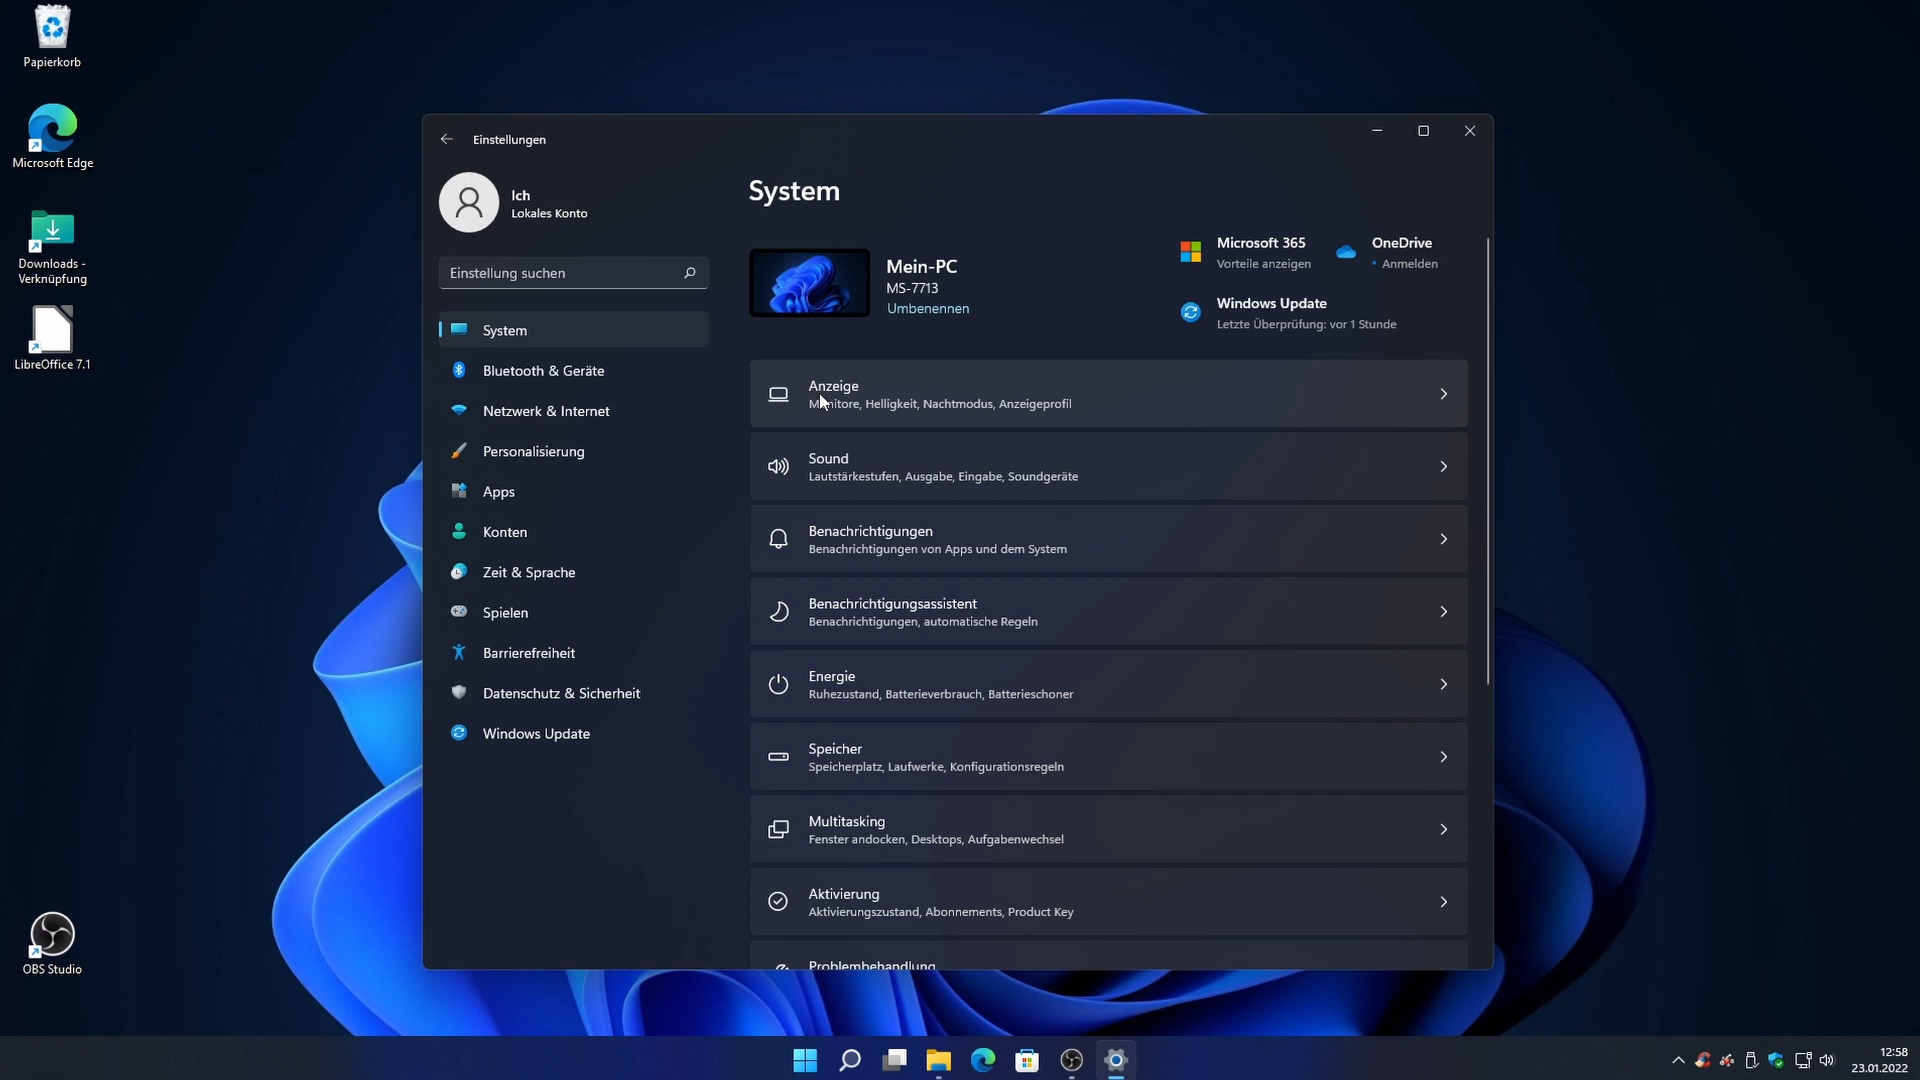 Papierkorb
Microsoft Edge
Downloads -
Verknüpfung
LibreOffice 7.1
OBS Studio
Einstellungen
Ich
Lokales Konto
Einstellung suchen
System
Bluetooth & Geräte
Netzwerk & Internet
Personalisierung
Apps
Konten
Zeit & Sprache
Spielen
Barrierefreiheit
Datenschutz & Sicherheit
Windows Update
System
Mein-PC
MS-7713
Umbenennen
Microsoft 365
Vorteile anzeigen
OneDrive
• Anmelden
Windows Update
Letzte Überprüfung: vor 1 Stunde
Anzeige
Monitore, Helligkeit, Nachtmodus, Anzeigeprofil
Sound
Lautstärkestufen, Ausgabe, Eingabe, Soundgeräte
Benachrichtigungen
Benachrichtigungen von Apps und dem System
Benachrichtigungsassistent
Benachrichtigungen, automatische Regeln
Energie
Ruhezustand, Batterieverbrauch, Batterieschoner
Speicher
Speicherplatz, Laufwerke, Konfigurationsregeln
Multitasking
Fenster andocken, Desktops, Aufgabenwechsel
Aktivierung
Aktivierungszustand, Abonnements, Product Key
Problembehandlung
12:58
23.01.2022